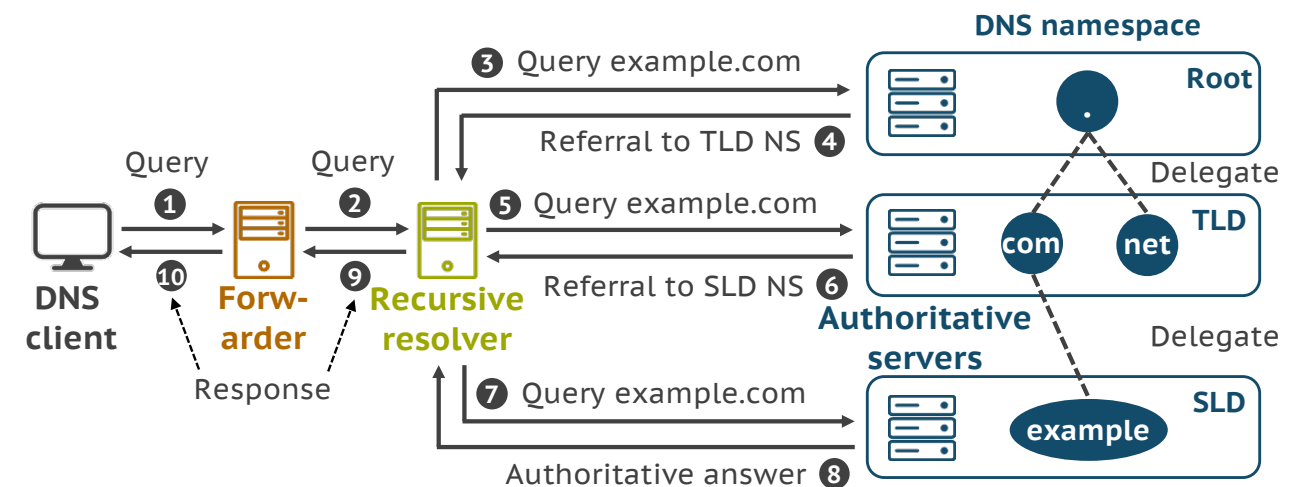 DNS namespace
3 Query example.com
Root
.
Referral to TLD NS 4
Delegate
Query
Query
1
2
5 Query example.com
TLD
com
net
10
9
Referral to SLD NS 6
DNS
client
Forw-
arder
Recursive
resolver
Authoritative
servers
Delegate
Response
7 Query example.com
SLD
example
Authoritative answer 8